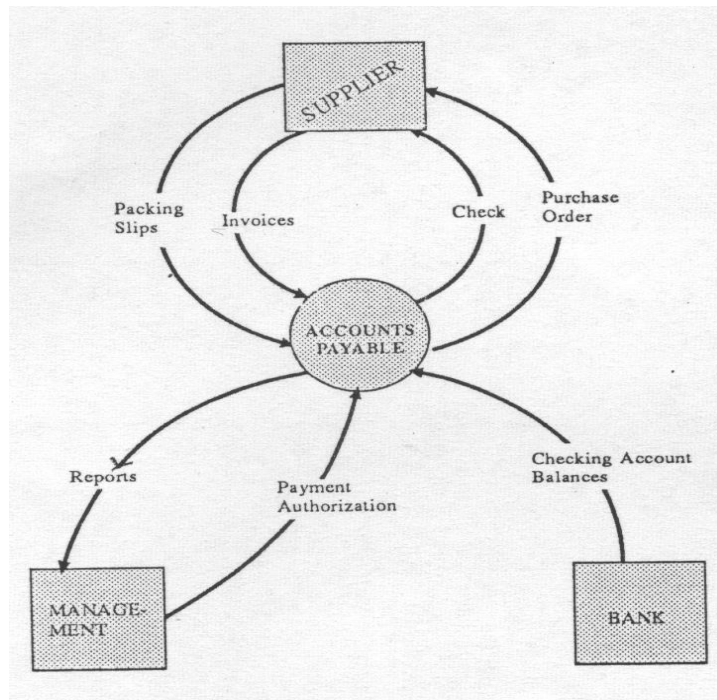 SUPPLIER
Packing
Slips
Invoices
Check
Purchase
Order
ACCOUNTS
PAYABLE
Reports
Payment
Authorization
Checking Account
Balances
MANAGE-
MENT
BANK